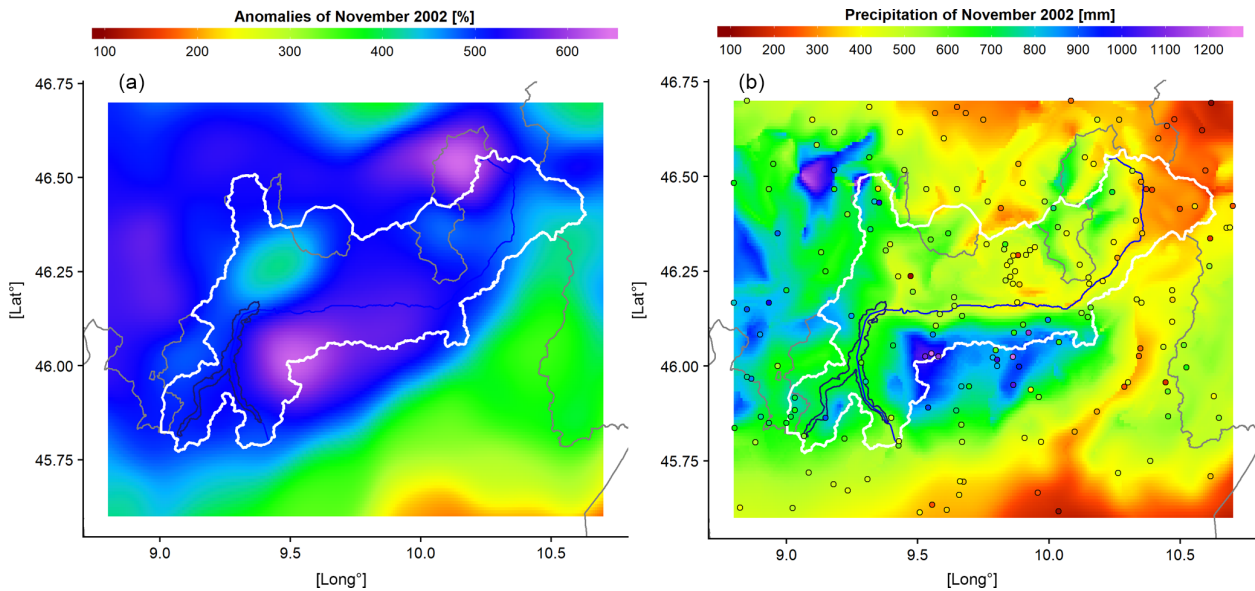 Anomalies of November 2002 [%]
100 200 300 400 500 600
(a)
46.75
46.50
46.25
46.00
45.75
[Lat°]
9.0 9.5 10.0 10.5
[Long°]
Precipitation of November 2002 [mm]
100 200 300 400 500 600 700 800 900 1000 1100 1200
(b)
46.75
46.50
46.25
46.00
45.75
[Lat°]
9.0 9.5 10.0 10.5
[Long°]